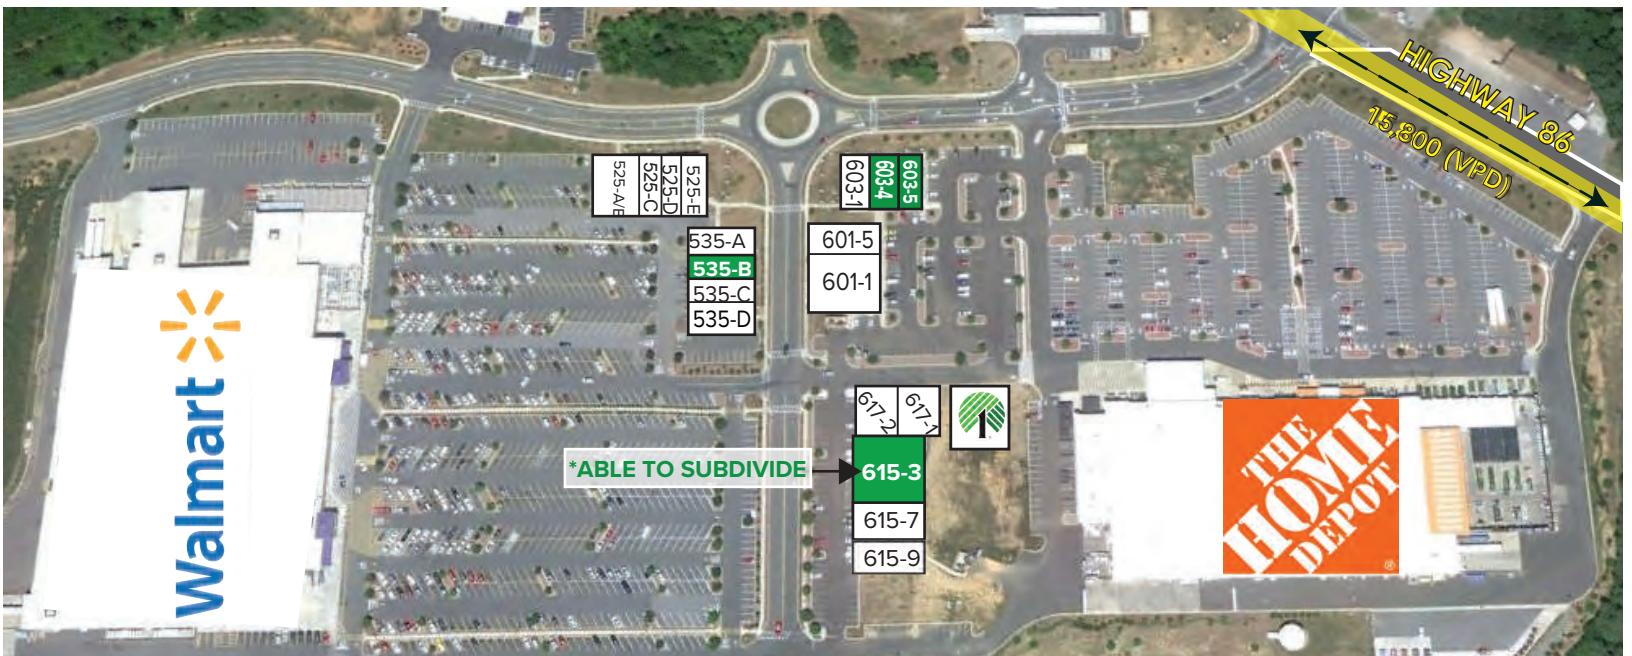 HIGHWAY 86
15,800 (VPD)
525-A/E
525-C
525-D
525-E
603-1
603-4
603-5
535-A
535-B
535-C
535-D
601-5
601-1
Walmart
617-2
617-1
1
*ABLE TO SUBDIVIDE
615-3
615-7
615-9
THE
HOME
DEPOT
®